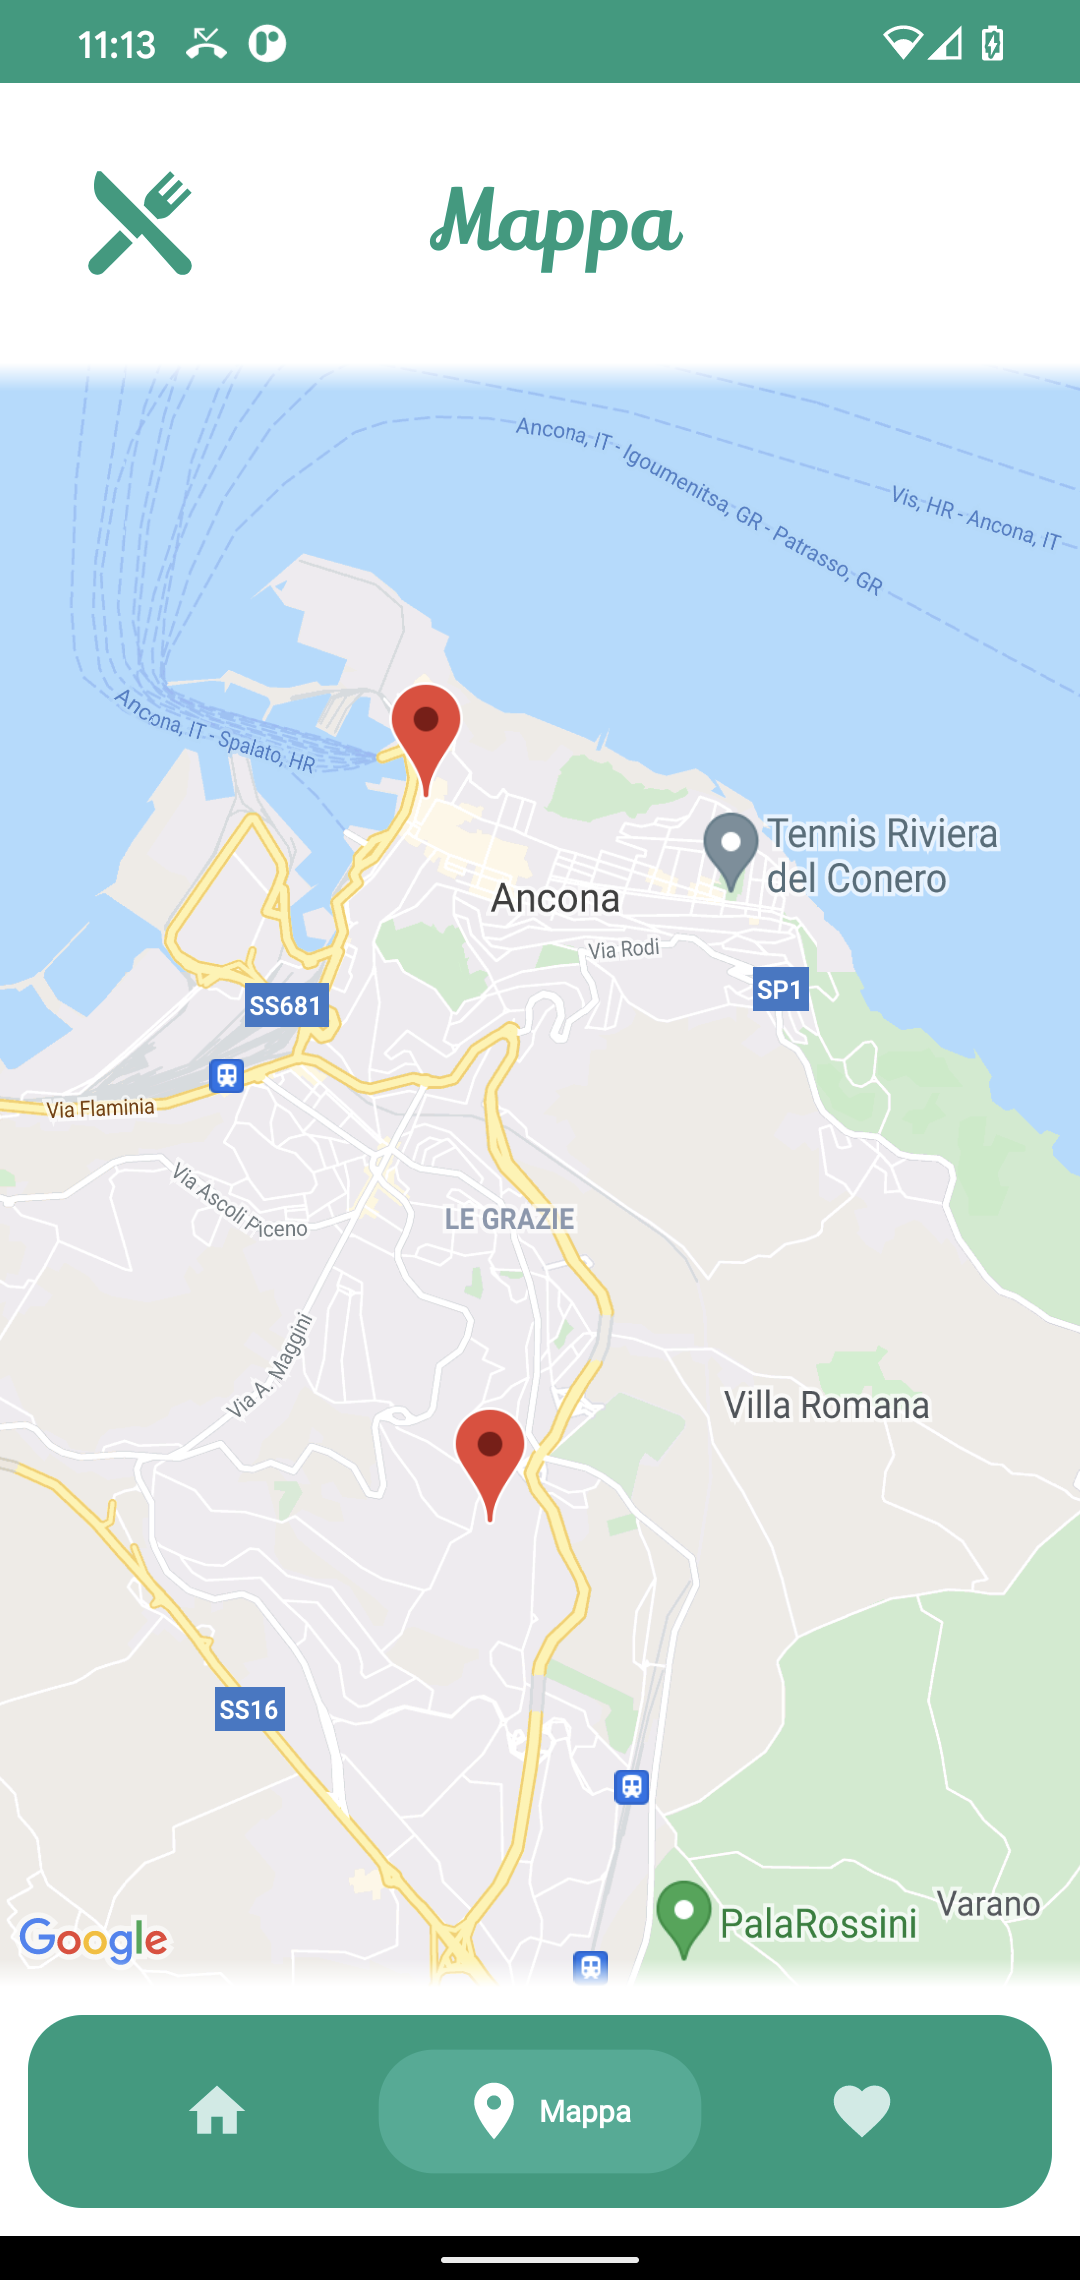 11:13
Mappa
Ancona, IT - Igoumenitsa, GR - Patrasso, GR
Vis, HR - Ancona, IT
Ancona, IT - Spalato, HR
Tennis Riviera
del Conero
Ancona
Via Rodi
SP1
SS681
Via Flaminia
Via Ascoli Piceno
LE GRAZIE
Via A. Maggini
Villa Romana
SS16
Varano
PalaRossini
Google
Mappa